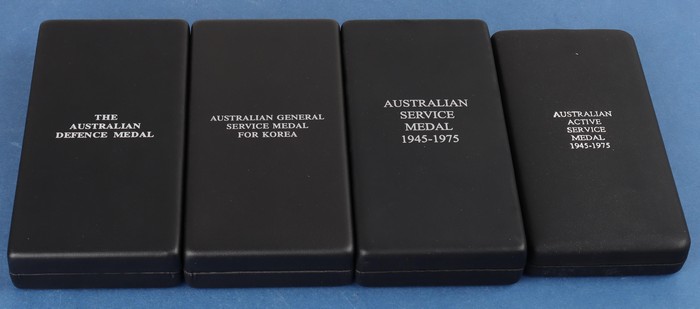 THE
AUSTRALIAN
DEFENCE MEDAL
AUSTRALIAN GENERAL
SERVICE MEDAL
FOR KOREA
AUSTRALIAN
SERVICE
MEDAL
1945-1975
AUSTRALIAN
ACTIVE
SERVICE
MEDAL
1945-1975